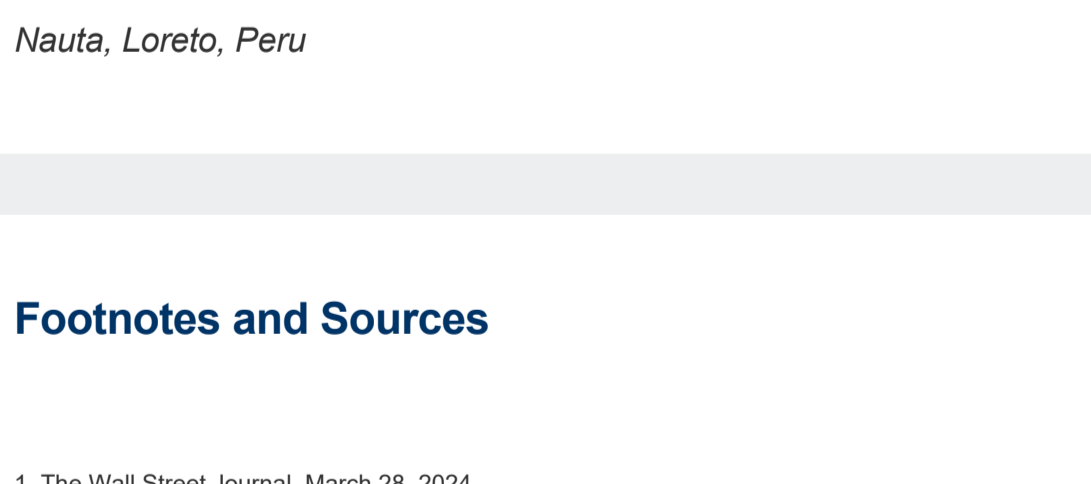 Nauta, Loreto, Peru
Footnotes and Sources
1. The Wall Street Journal, March 28, 2024